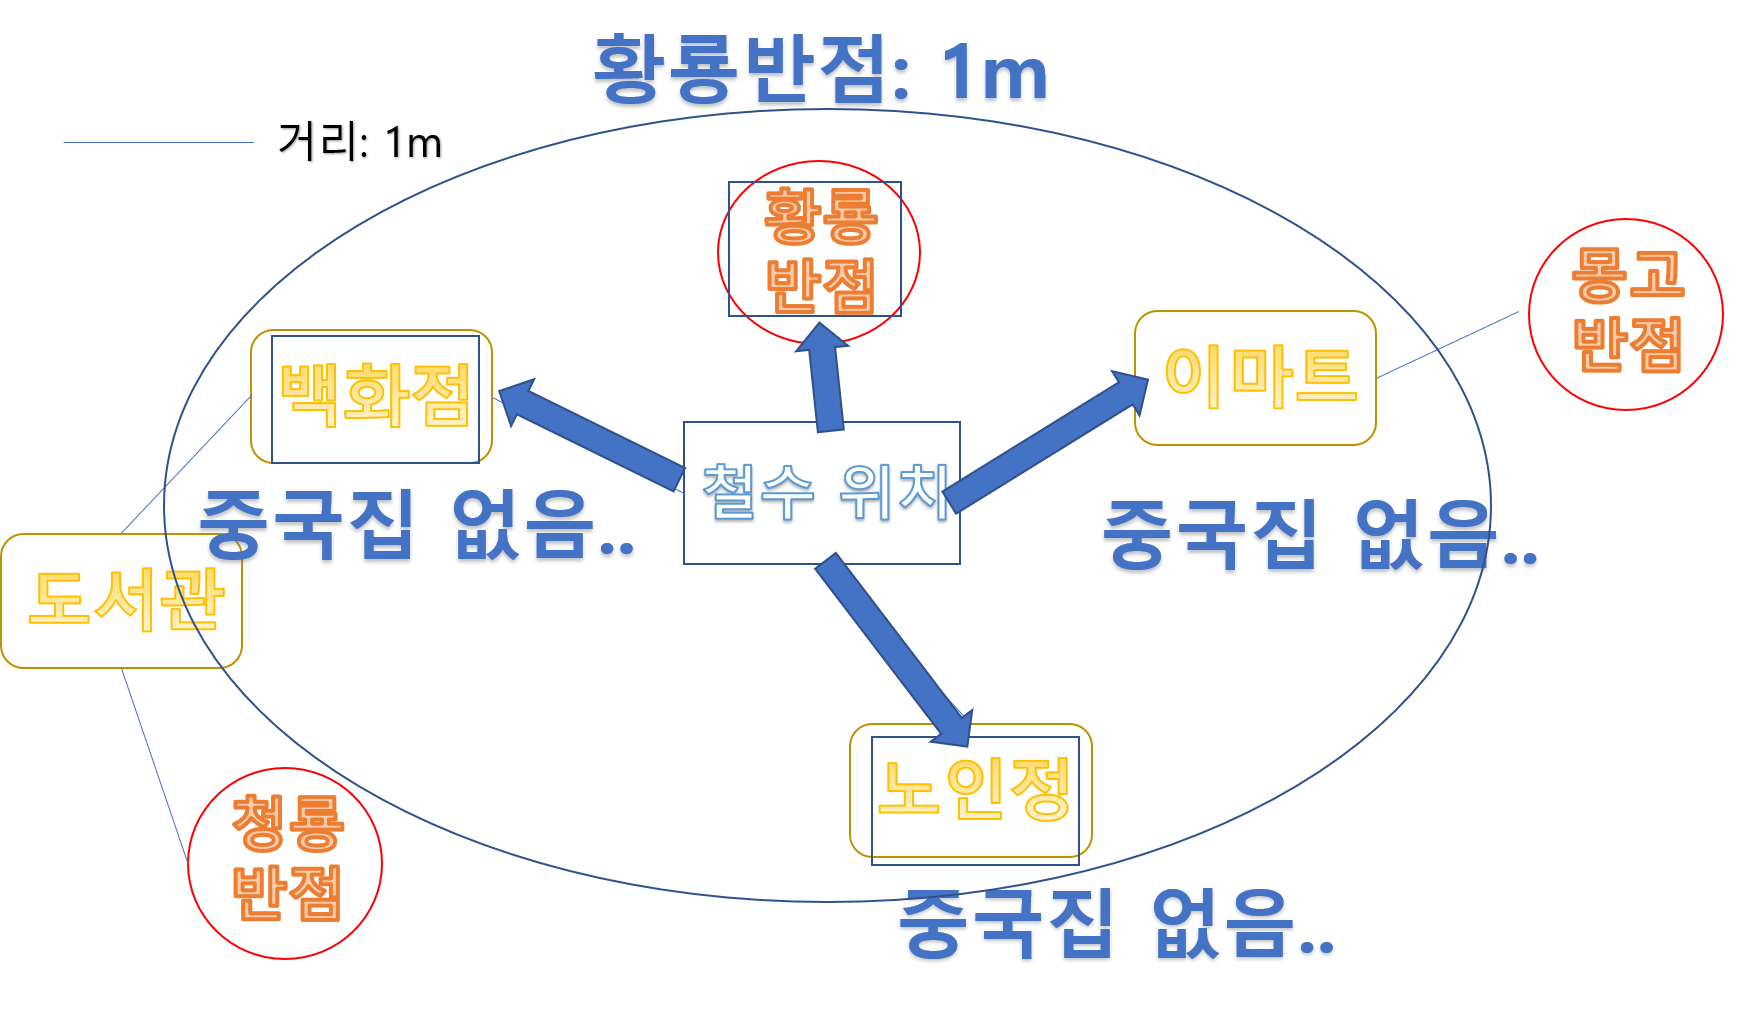 황룡반점: 1m
거리: 1m
황룡
반점
몽고
반점
백화점
이마트
철수 위치
중국집 없음..
중국집 없음..
도서관
노인정
청룡
반점
중국집 없음..